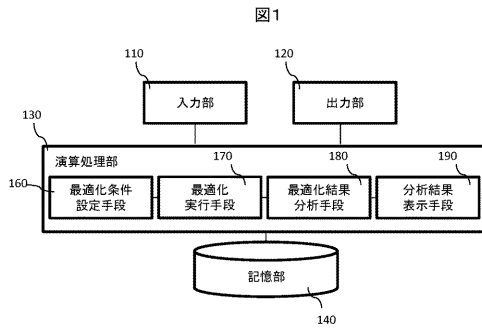 図1
110
120
入力部
出力部
130
演算処理部
170
180
190
160
最適化条件
設定手段
最適化
実行手段
最適化結果
分析手段
分析結果
表示手段
記憶部
140